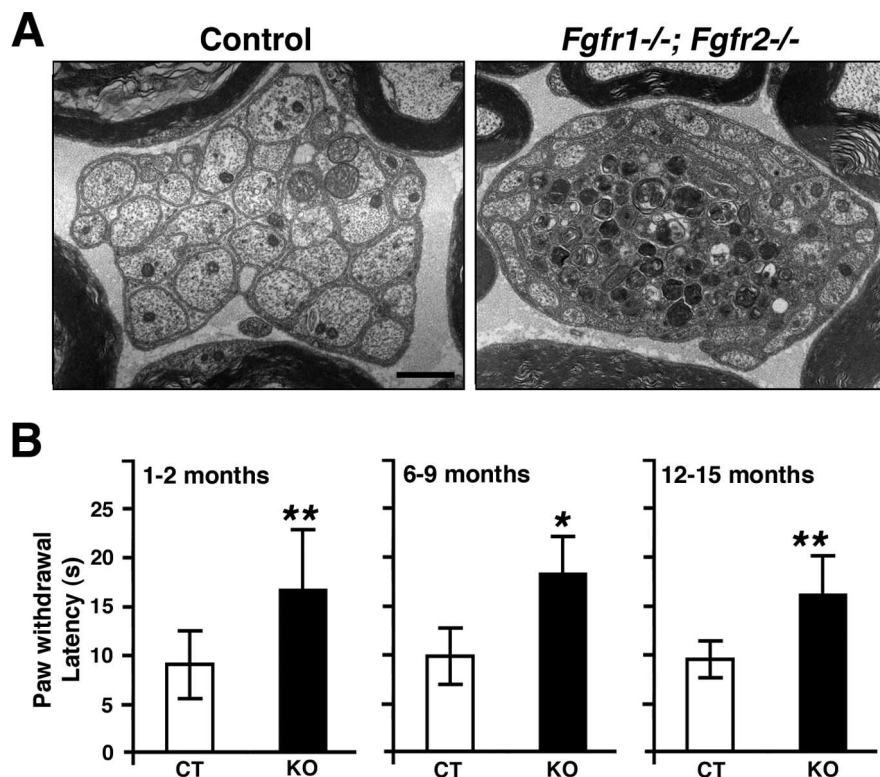 A
Control
Fgfr1-/-; Fgfr2-/-
B
Paw withdrawal
Latency (s)
1-2 months
25
20
15
10
5
0
**
CT
KO
6-9 months
*
CT
KO
12-15 months
**
CT
KO